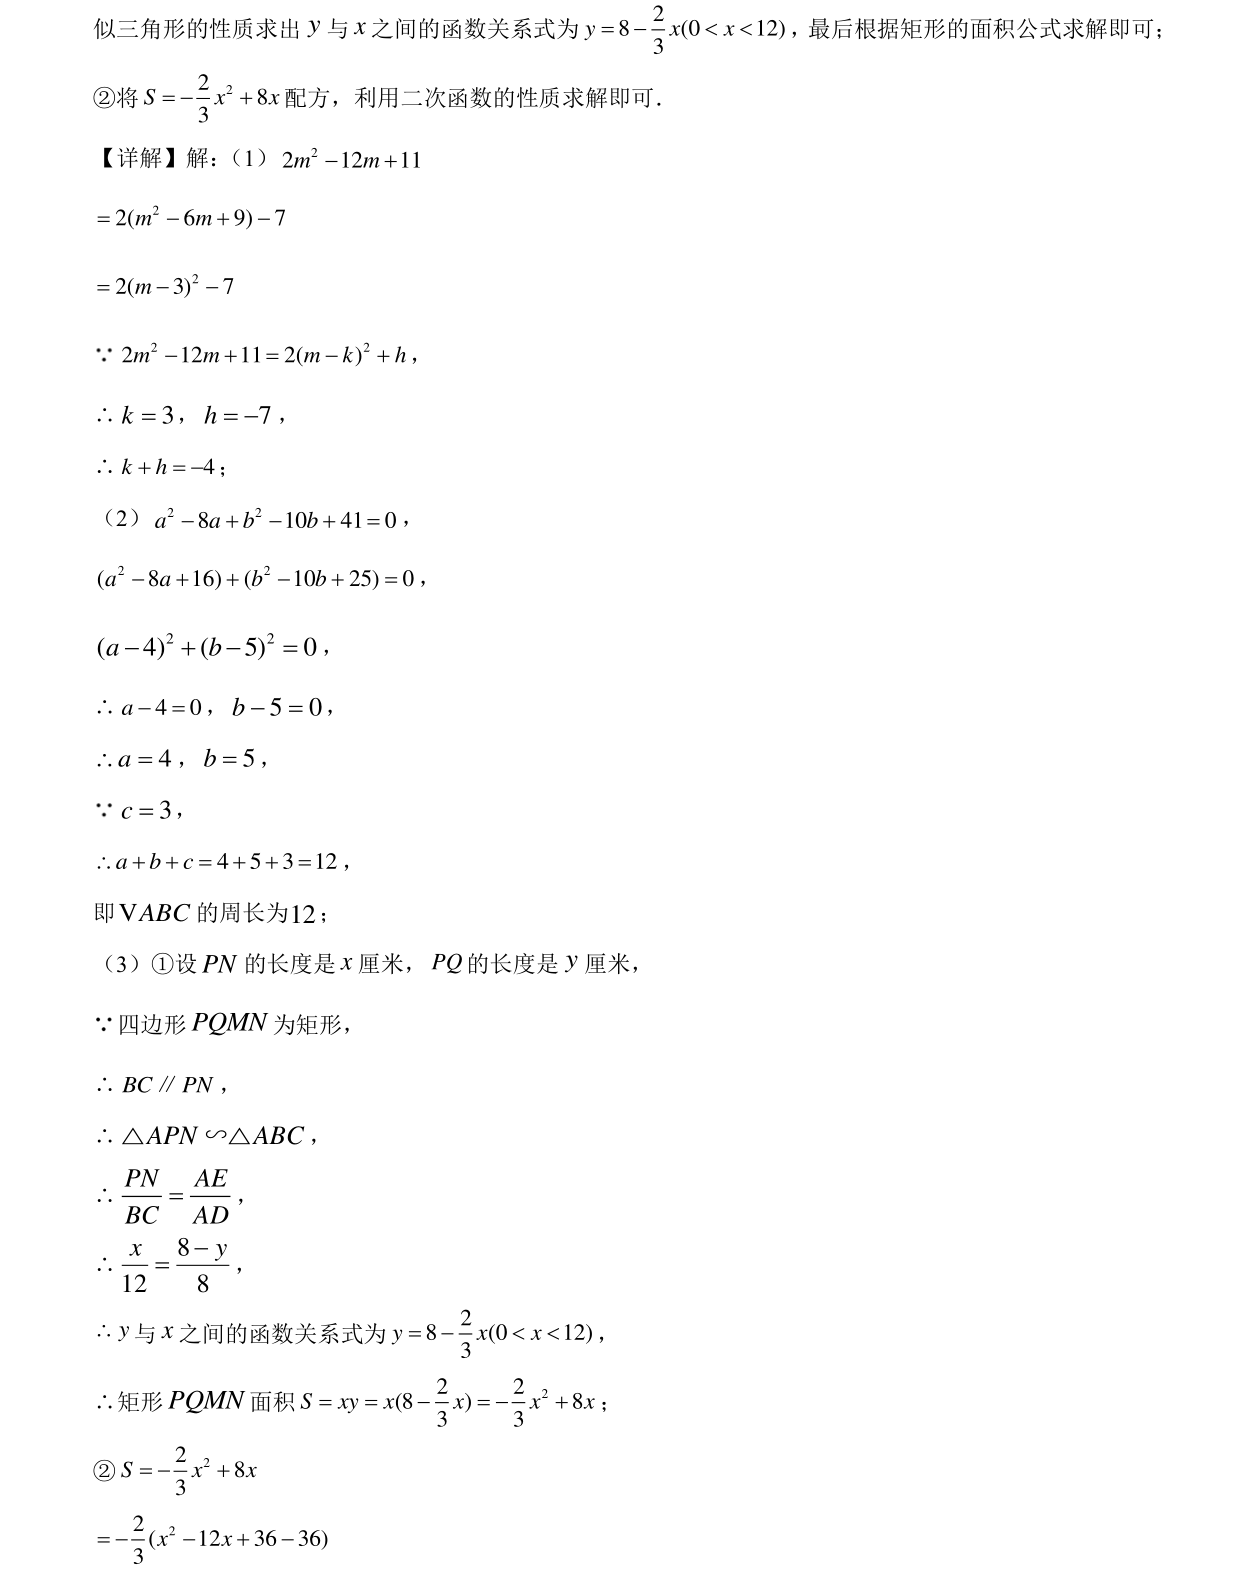 似三角形的性质求出 y 与 x 之间的函数关系式为 y = 8 − 2/3 x(0 < x < 12)，最后根据矩形的面积公式求解即可；
②将 S = −2/3 x² + 8x 配方，利用二次函数的性质求解即可．
【详解】解：（1） 2m² − 12m + 11
= 2(m² − 6m + 9) − 7
= 2(m − 3)² − 7
∵ 2m² − 12m + 11 = 2(m − k)² + h，
∴ k = 3， h = −7，
∴ k + h = −4；
（2） a² − 8a + b² − 10b + 41 = 0，
(a² − 8a + 16) + (b² − 10b + 25) = 0，
(a − 4)² + (b − 5)² = 0，
∴ a − 4 = 0， b − 5 = 0，
∴ a = 4， b = 5，
∵ c = 3，
∴ a + b + c = 4 + 5 + 3 = 12，
即 VABC 的周长为12；
（3）①设 PN 的长度是 x 厘米， PQ 的长度是 y 厘米，
∵四边形 PQMN 为矩形，
∴ BC // PN，
∴ △APN ∽△ABC，
∴ PN/BC = AE/AD，
∴ x/12 = (8 − y)/8，
∴ y 与 x 之间的函数关系式为 y = 8 − 2/3 x(0 < x < 12)，
∴矩形 PQMN 面积 S = xy = x(8 − 2/3 x) = −2/3 x² + 8x；
② S = −2/3 x² + 8x
= −2/3 (x² − 12x + 36 − 36)